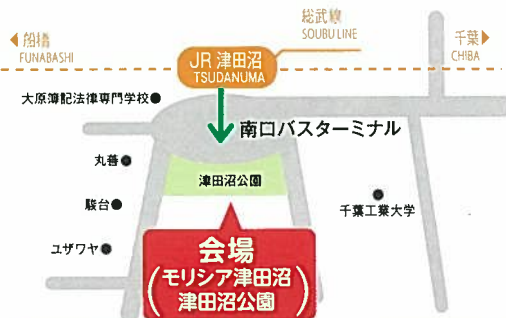 総武線
SOUBU LINE
船橋
FUNABASHI
千葉
CHIBA
JR 津田沼
TSUDANUMA
大原簿記法律専門学校
南口バスターミナル
丸善
津田沼公園
駿台
千葉工業大学
ユザワヤ
会場
(モリシア津田沼
津田沼公園)